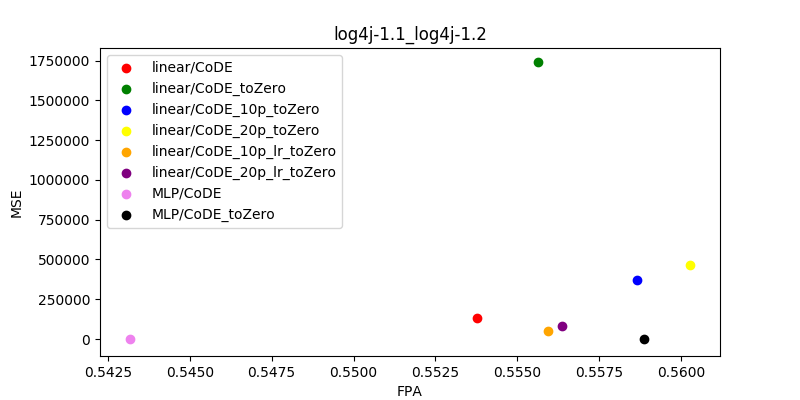 log4j-1.1_log4j-1.2
1750000
1500000
1250000
1000000
750000
500000
250000
0
MSE
linear/CoDE
linear/CoDE_toZero
linear/CoDE_10p_toZero
linear/CoDE_20p_toZero
linear/CoDE_10p_lr_toZero
linear/CoDE_20p_lr_toZero
MLP/CoDE
MLP/CoDE_toZero
0.5425 0.5450 0.5475 0.5500 0.5525 0.5550 0.5575 0.5600
FPA